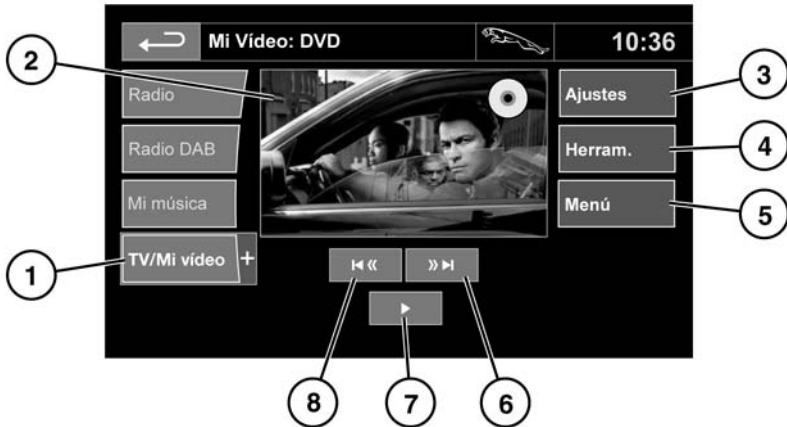 Mi Vídeo: DVD
10:36
2
Radio
Ajustes
3
Radio DAB
Herram.
4
Mi música
Menú
5
1
TV/Mi vídeo +
8
7
6